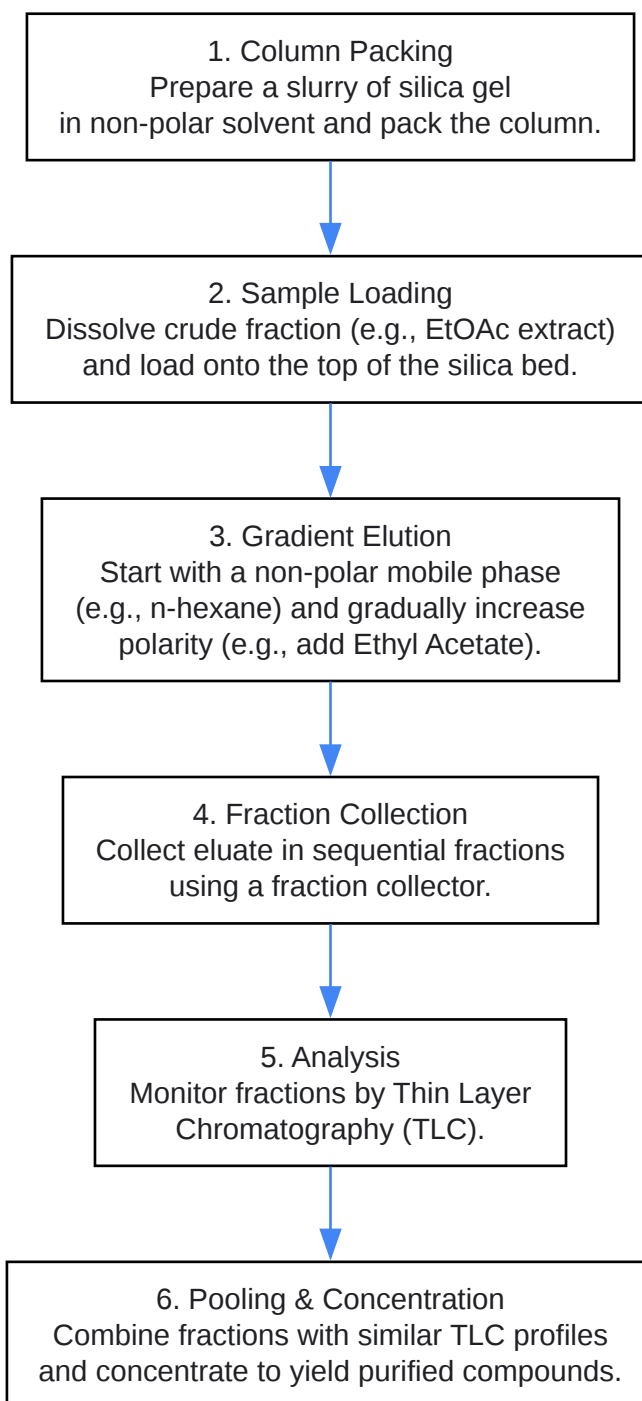 1. Column Packing
Prepare a slurry of silica gel
in non-polar solvent and pack the column.
2. Sample Loading
Dissolve crude fraction (e.g., EtOAc extract)
and load onto the top of the silica bed.
3. Gradient Elution
Start with a non-polar mobile phase
(e.g., n-hexane) and gradually increase
polarity (e.g., add Ethyl Acetate).
4. Fraction Collection
Collect eluate in sequential fractions
using a fraction collector.
5. Analysis
Monitor fractions by Thin Layer
Chromatography (TLC).
6. Pooling & Concentration
Combine fractions with similar TLC profiles
and concentrate to yield purified compounds.